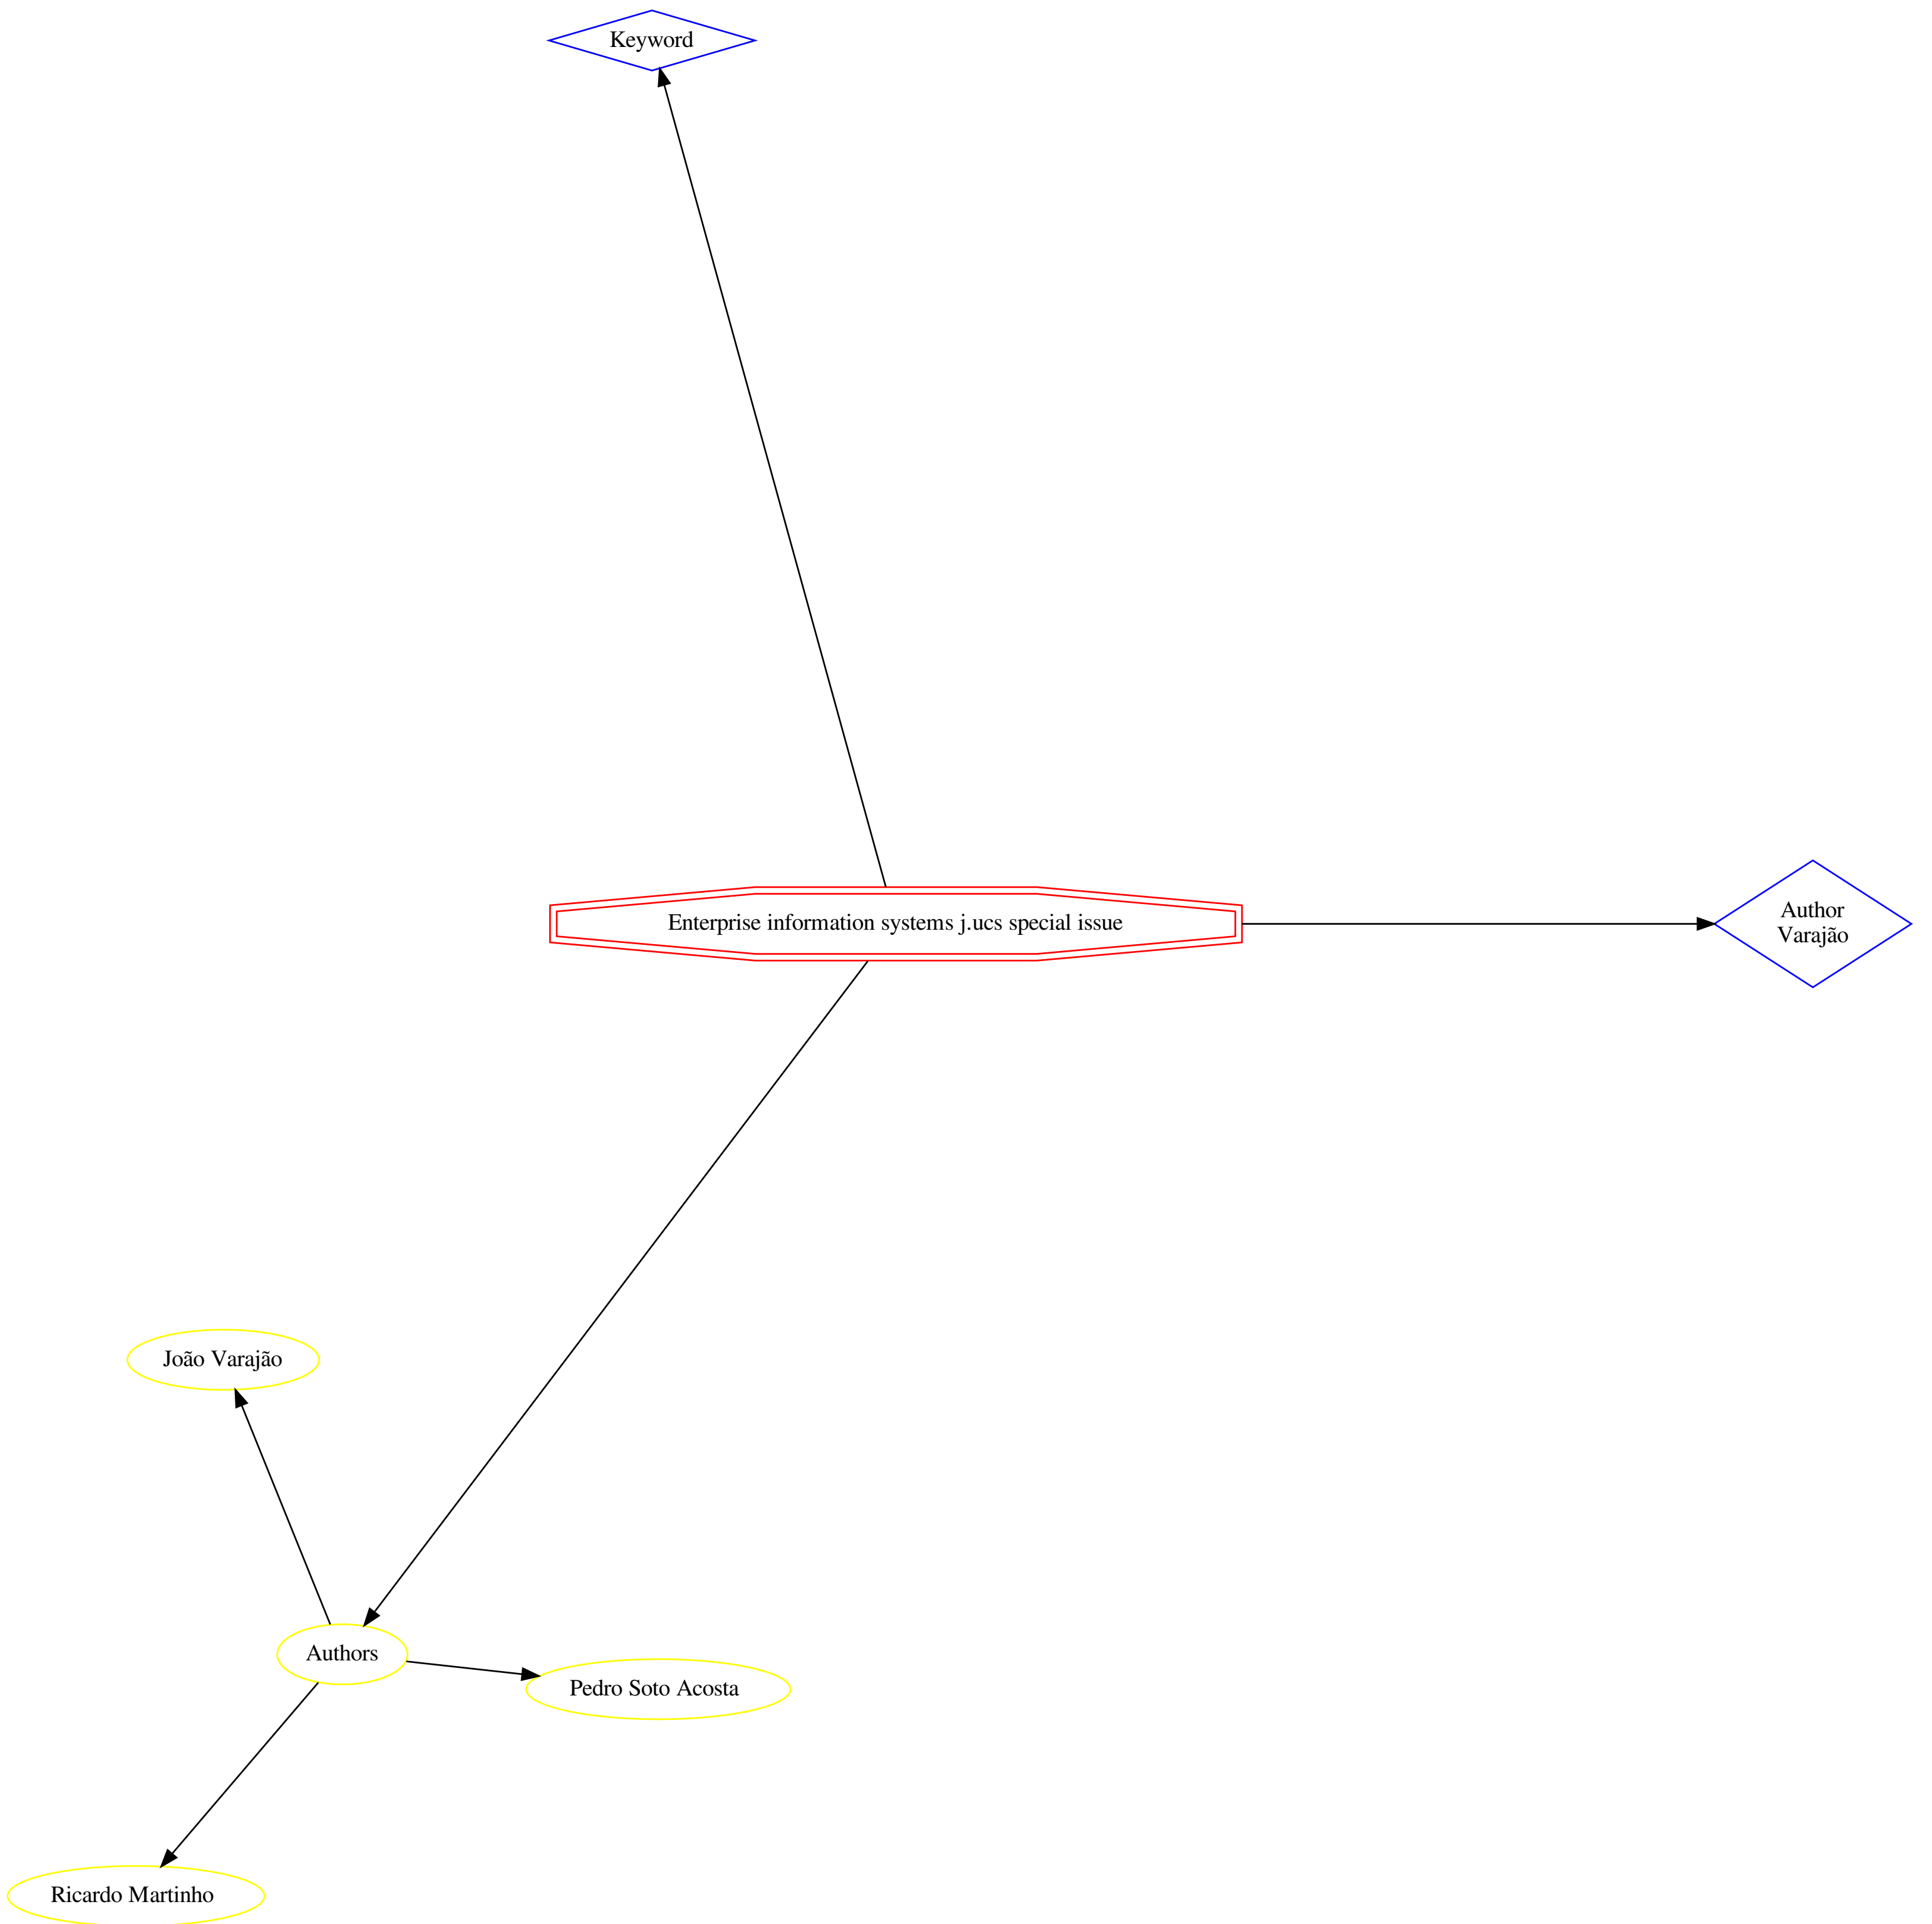 Keyword
Enterprise information systems j.ucs special issue
Author
Varajão
João Varajão
Authors
Pedro Soto Acosta
Ricardo Martinho